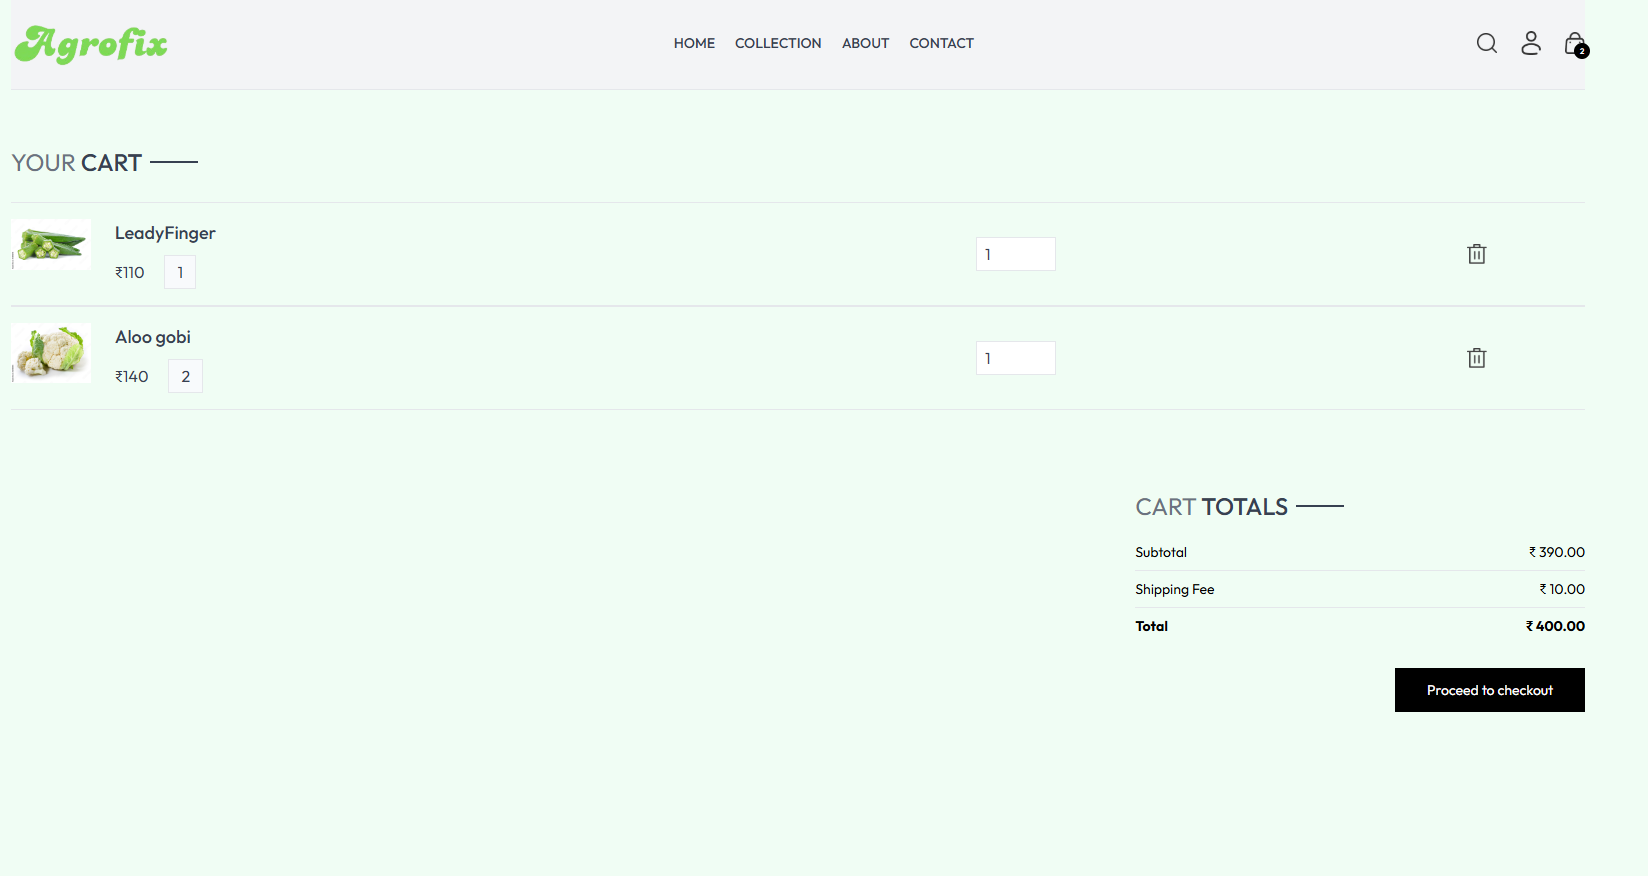 Agrofix
HOME COLLECTION ABOUT CONTACT
2
YOUR CART
LeadyFinger
₹110 1
1
Aloo gobi
₹140 2
1
CART TOTALS
Subtotal ₹ 390.00
Shipping Fee ₹ 10.00
Total ₹ 400.00
Proceed to checkout